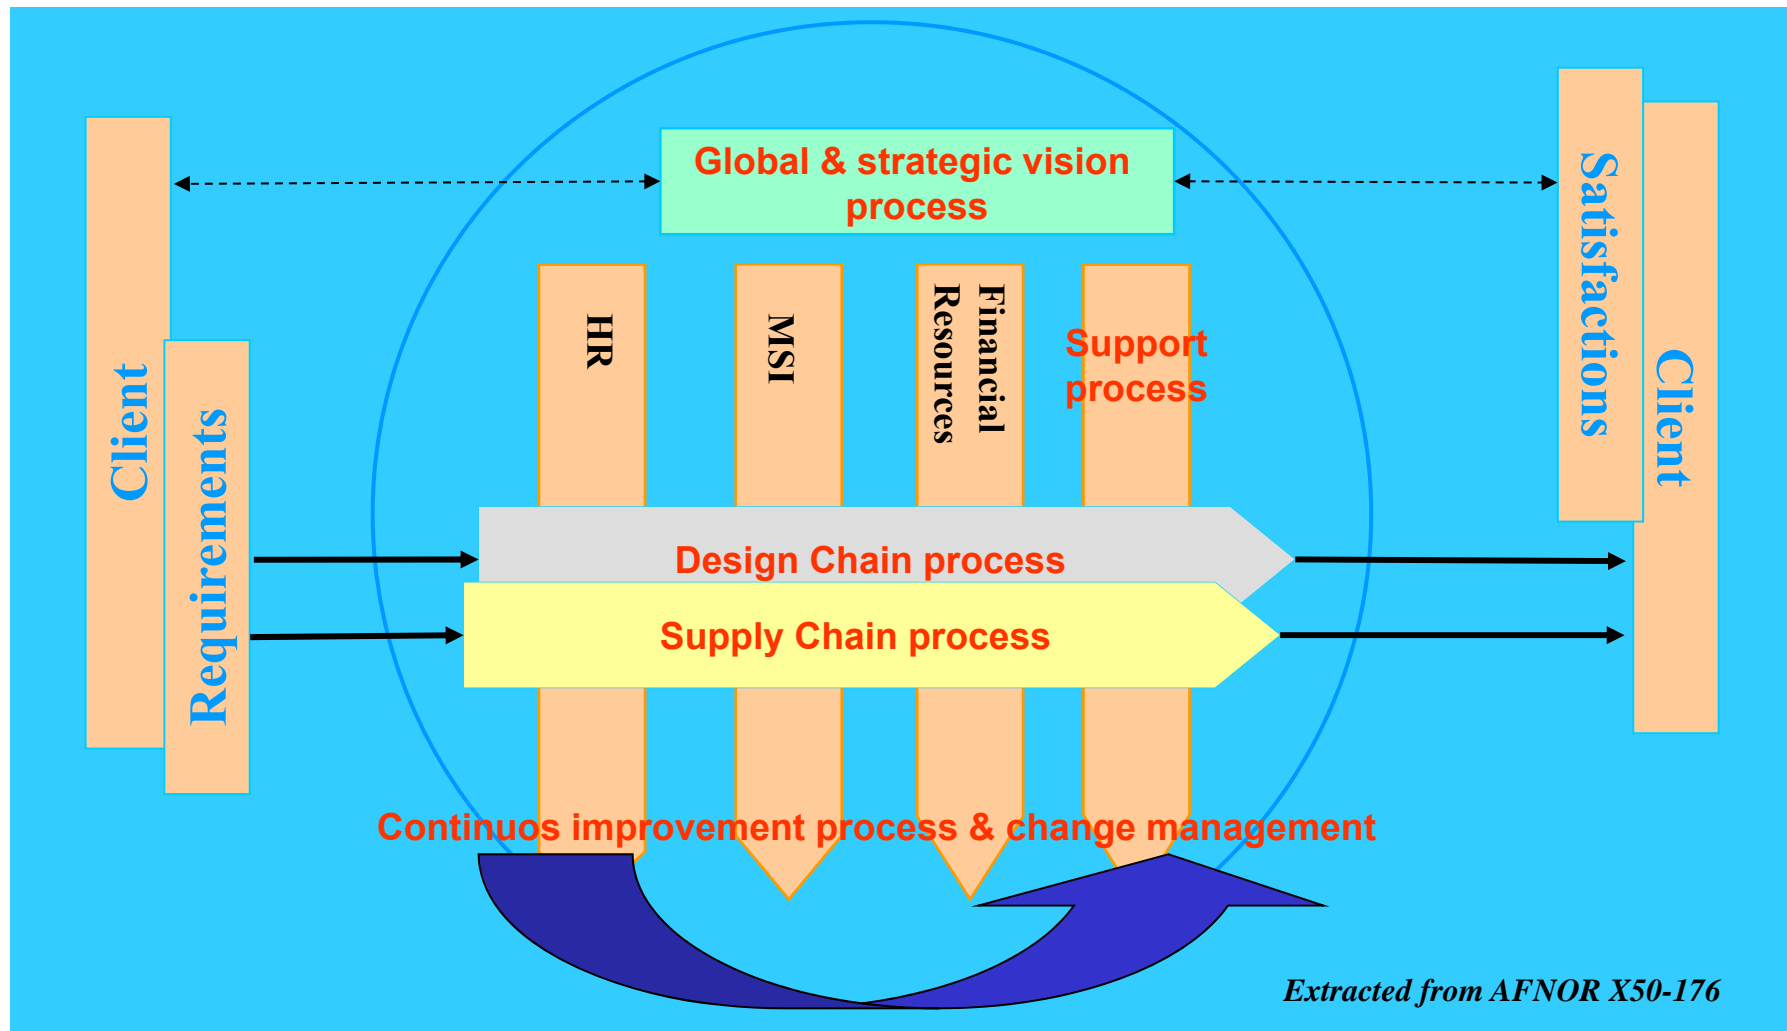 Client
Requirements
Global & strategic vision
process
HR
MSI
Financial
Resources
Support
process
Design Chain process
Supply Chain process
Continuos improvement process & change management
Satisfactions
Client
Extracted from AFNOR X50-176